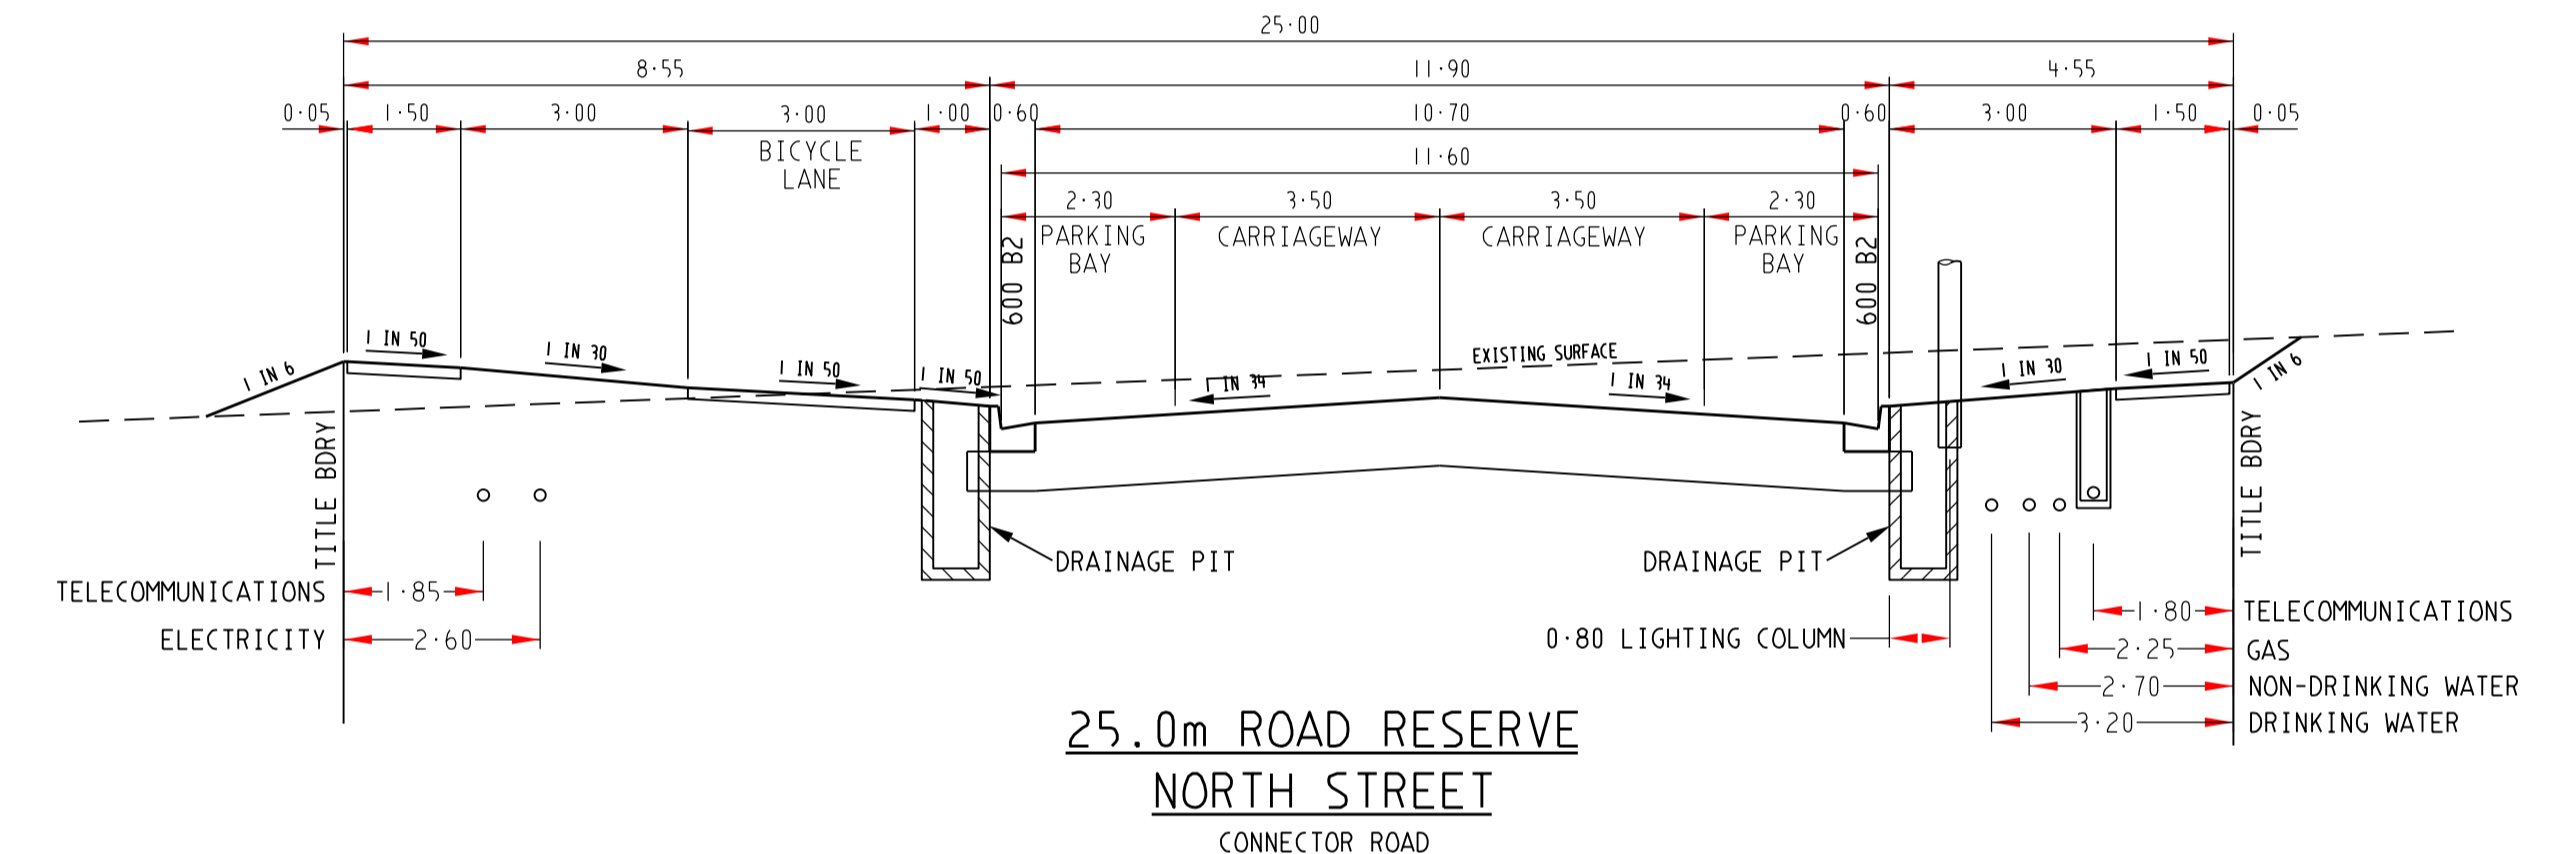 25·00
8·55 11·90 4·55
0·05 1·50 3·00 3·00 1·00 0·60 10·70 0·60 3·00 1·50 0·05
BICYCLE
LANE
11·60
2·30 3·50 3·50 2·30
PARKING
BAY
CARRIAGEWAY
CARRIAGEWAY
PARKING
BAY
600 B2
600 B2
1 IN 6
1 IN 50
1 IN 30
1 IN 50
1 IN 50
1 IN 34
EXISTING SURFACE
1 IN 34
1 IN 30
1 IN 50
1 IN 6
TITLE BDRY
TITLE BDRY
DRAINAGE PIT
DRAINAGE PIT
TELECOMMUNICATIONS 1·85
ELECTRICITY 2·60
0·80 LIGHTING COLUMN
1·80 TELECOMMUNICATIONS
2·25 GAS
2·70 NON-DRINKING WATER
3·20 DRINKING WATER
25.0m ROAD RESERVE
NORTH STREET
CONNECTOR ROAD